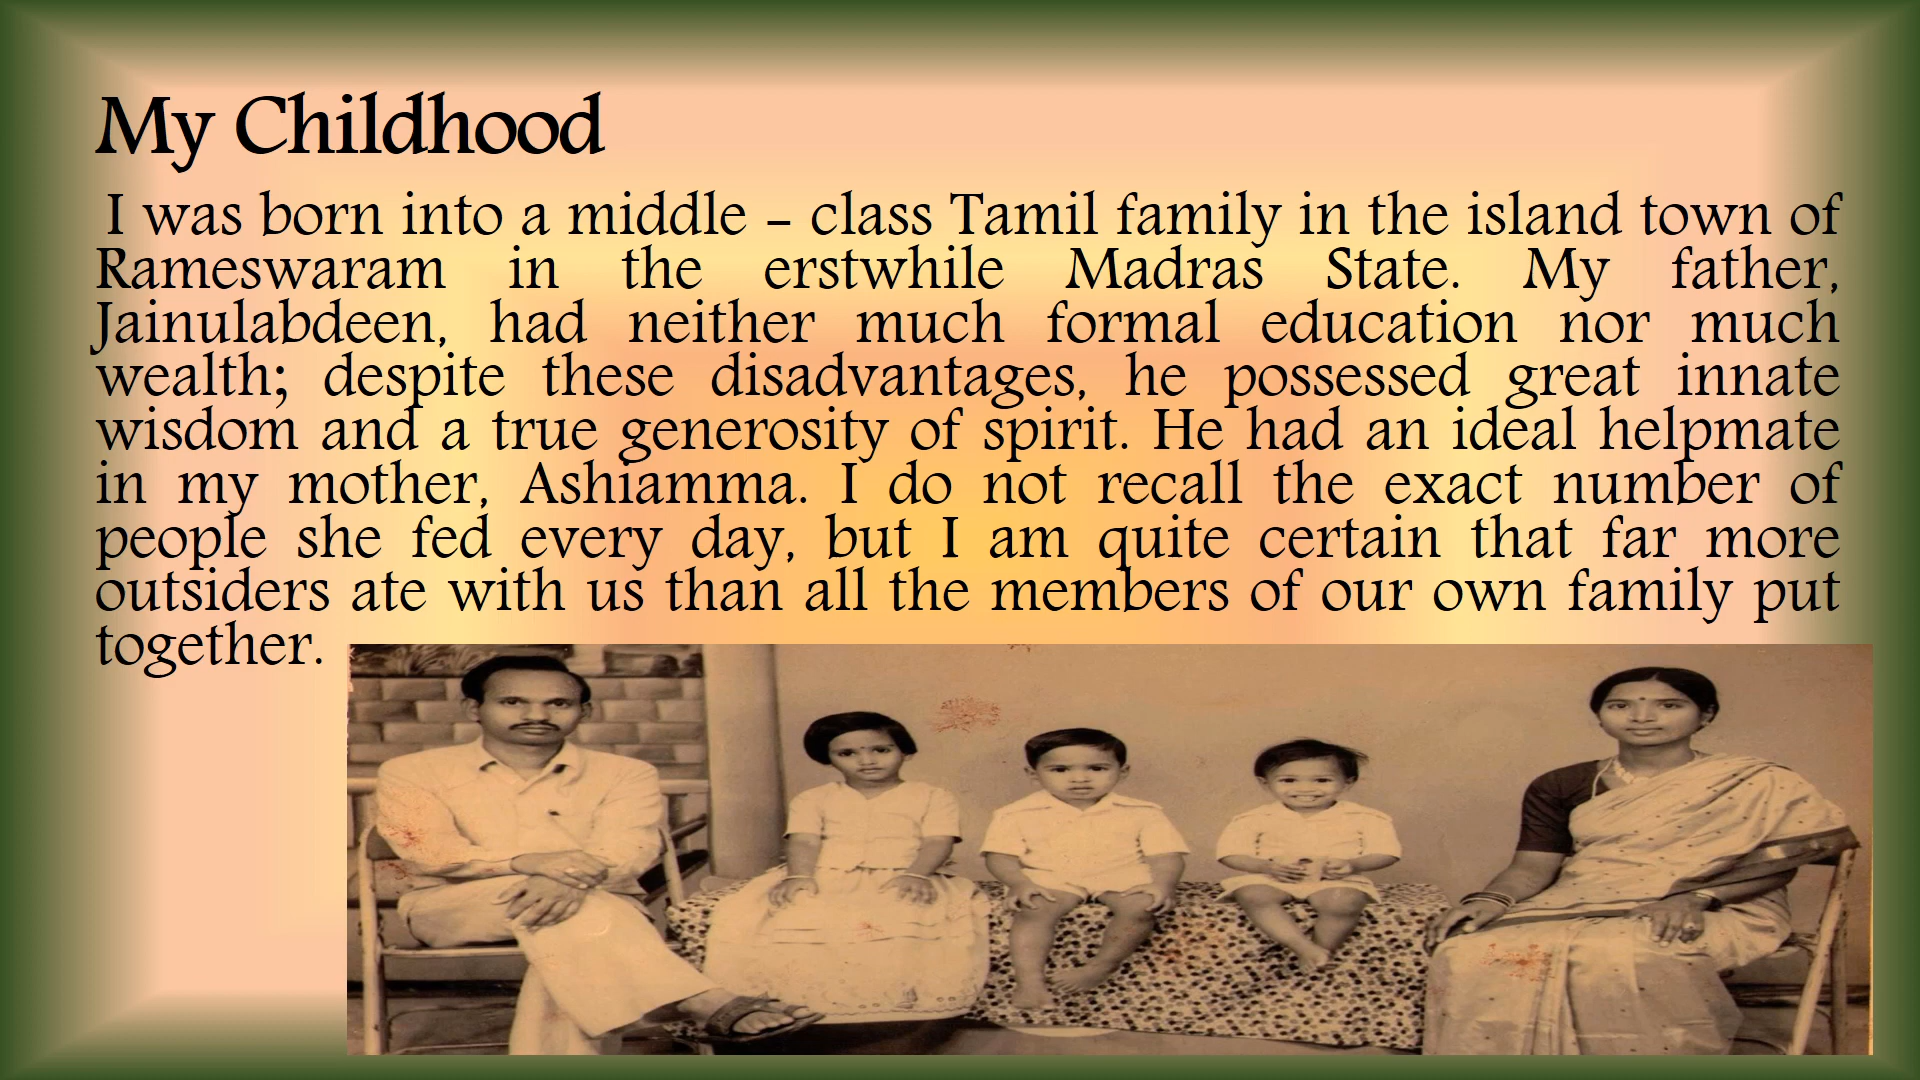 My Childhood
I was born into a middle – class Tamil family in the island town of
Rameswaram in the erstwhile Madras State. My father,
Jainulabdeen, had neither much formal education nor much
wealth; despite these disadvantages, he possessed great innate
wisdom and a true generosity of spirit. He had an ideal helpmate
in my mother, Ashiamma. I do not recall the exact number of
people she fed every day, but I am quite certain that far more
outsiders ate with us than all the members of our own family put
together.